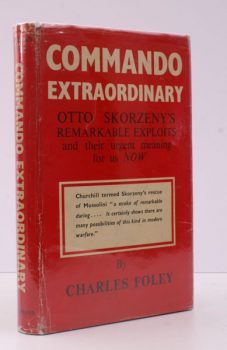 COMMANDO
EXTRAORDINARY
OTTO SKORZENY'S
REMARKABLE EXPLOITS
and their urgent meaning
for us NOW
Churchill termed Skorzeny's rescue
of Mussolini "a stroke of remarkable
daring.... It certainly shows there are
many possibilities of this kind in modern
warfare."
By
CHARLES FOLEY
COMMANDO EXTRAORDINARY